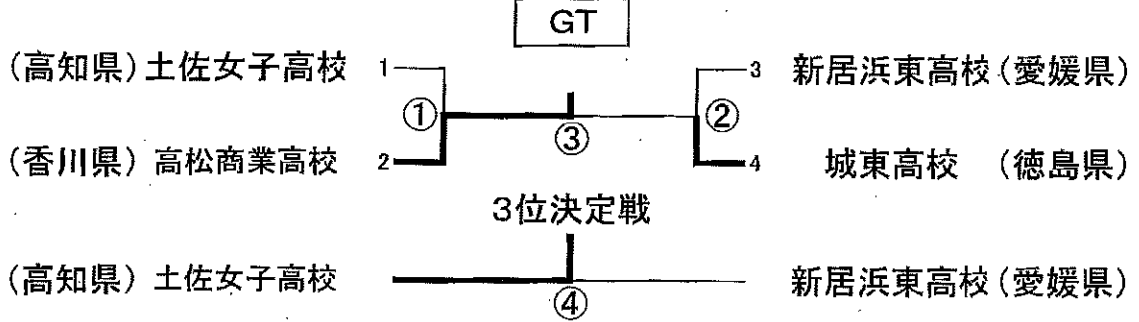 GT
(高知県) 土佐女子高校 1 3 新居浜東高校 (愛媛県)
① ② ③
(香川県) 高松商業高校 2 4 城東高校 (徳島県)
3位決定戦
(高知県) 土佐女子高校 新居浜東高校 (愛媛県)
④